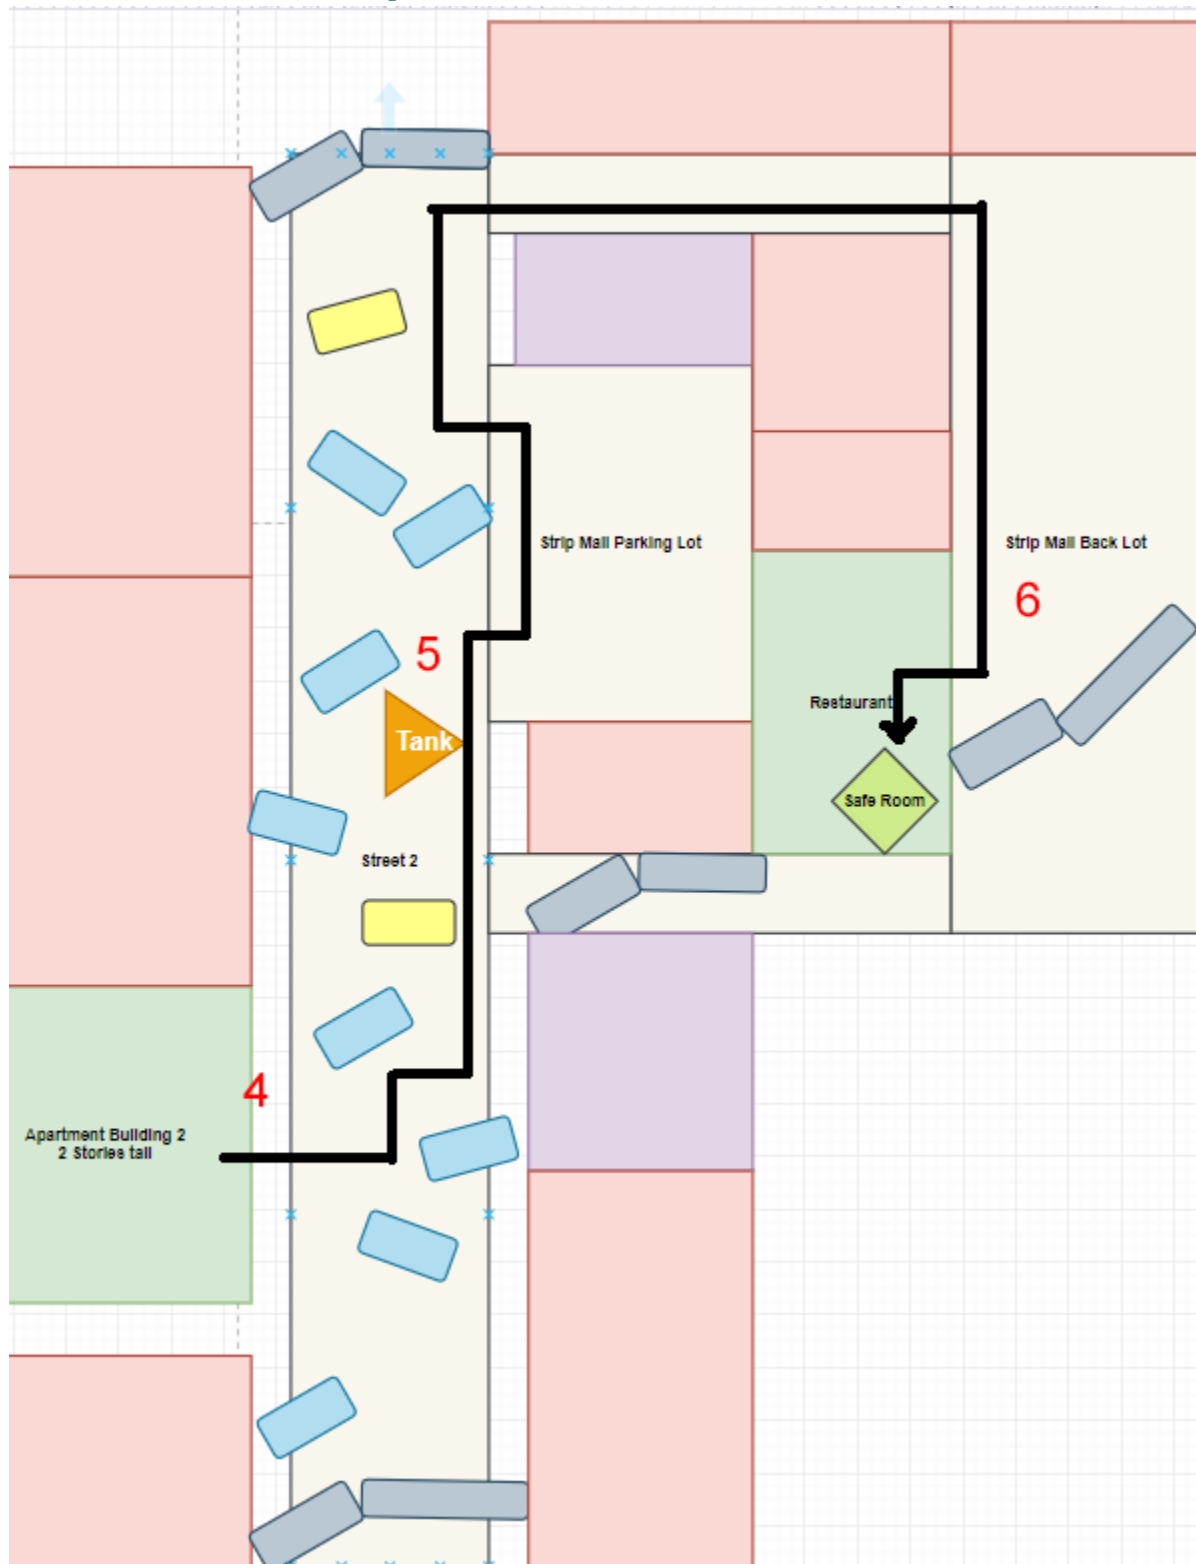 Strip Mall Parking Lot
Strip Mall Back Lot
6
5
Restaurant
Tank
Safe Room
Street 2
4
Apartment Building 2
2 Stories tall